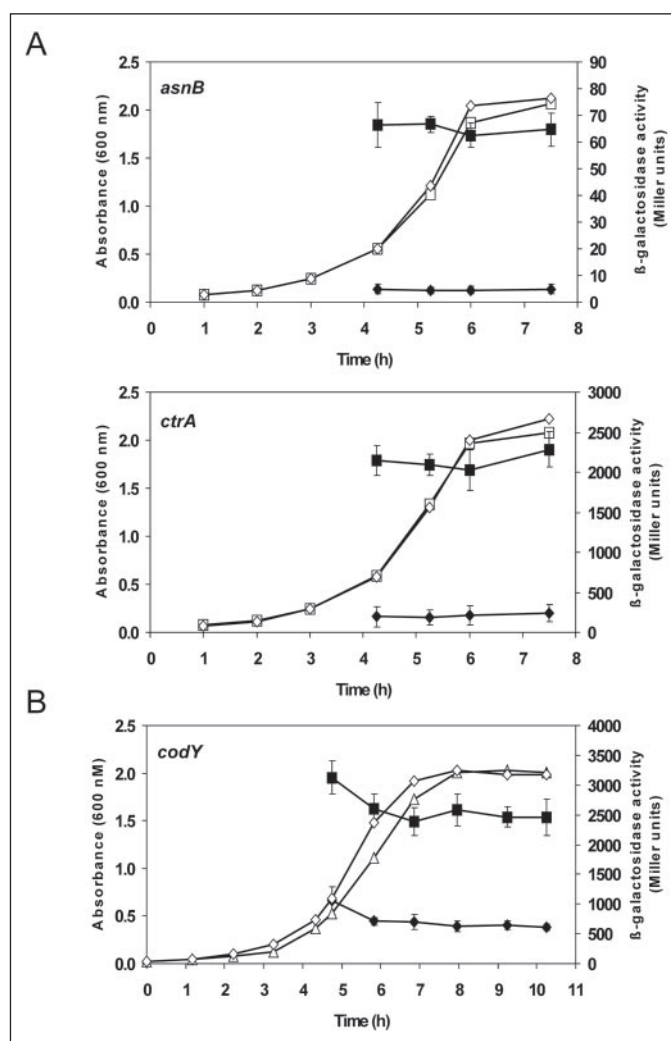 A
asnB
Absorbance (600 nm)
2.5
2.0
1.5
1.0
0.5
0.0
90
80
70
60
50
40
30
20
10
0
ß-galactosidase activity
(Miller units)
0 1 2 3 4 5 6 7 8
Time (h)
ctrA
Absorbance (600 nm)
2.5
2.0
1.5
1.0
0.5
0.0
3000
2500
2000
1500
1000
500
0
ß-galactosidase activity
(Miller units)
0 1 2 3 4 5 6 7 8
Time (h)
B
codY
Absorbance (600 nM)
2.5
2.0
1.5
1.0
0.5
0.0
4000
3500
3000
2500
2000
1500
1000
500
0
ß-galactosidase activity
(Miller units)
0 1 2 3 4 5 6 7 8 9 10 11
Time (h)